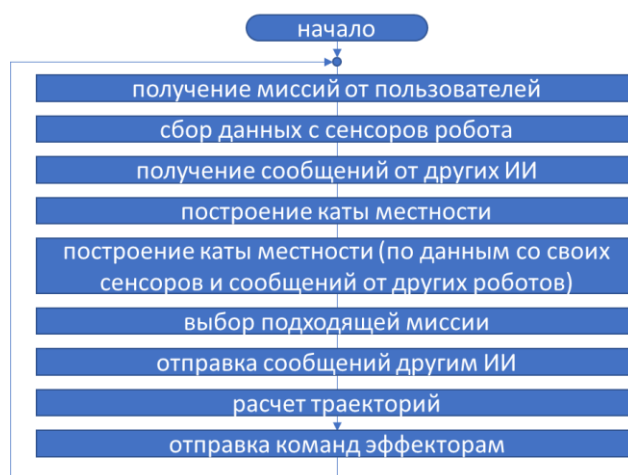 начало
получение миссий от пользователей
сбор данных с сенсоров робота
получение сообщений от других ИИ
построение каты местности
построение каты местности (по данным со своих
сенсоров и сообщений от других роботов)
выбор подходящей миссии
отправка сообщений другим ИИ
расчет траекторий
отправка команд эффекторам